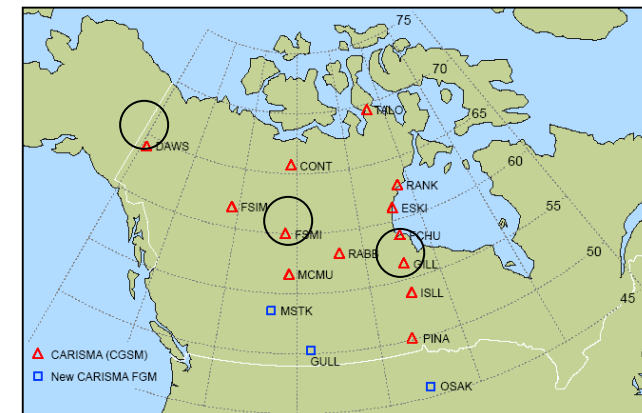 75
70
TALO
65
DAWS
60
CONT
RANK
55
FSIM
ESKI
FSMI
FCHU
50
RABB
GILL
MCMU
45
ISLL
MSTK
PINA
CARISMA (CGSM)
GULL
New CARISMA FGM
OSAK